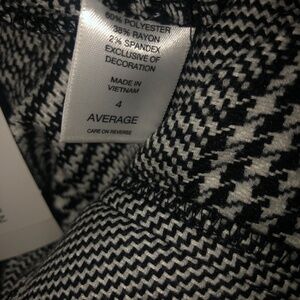 60% POLYESTER
38% RAYON
2% SPANDEX
EXCLUSIVE OF
DECORATION
MADE IN
VIETNAM
4
AVERAGE
CARE ON REVERSE